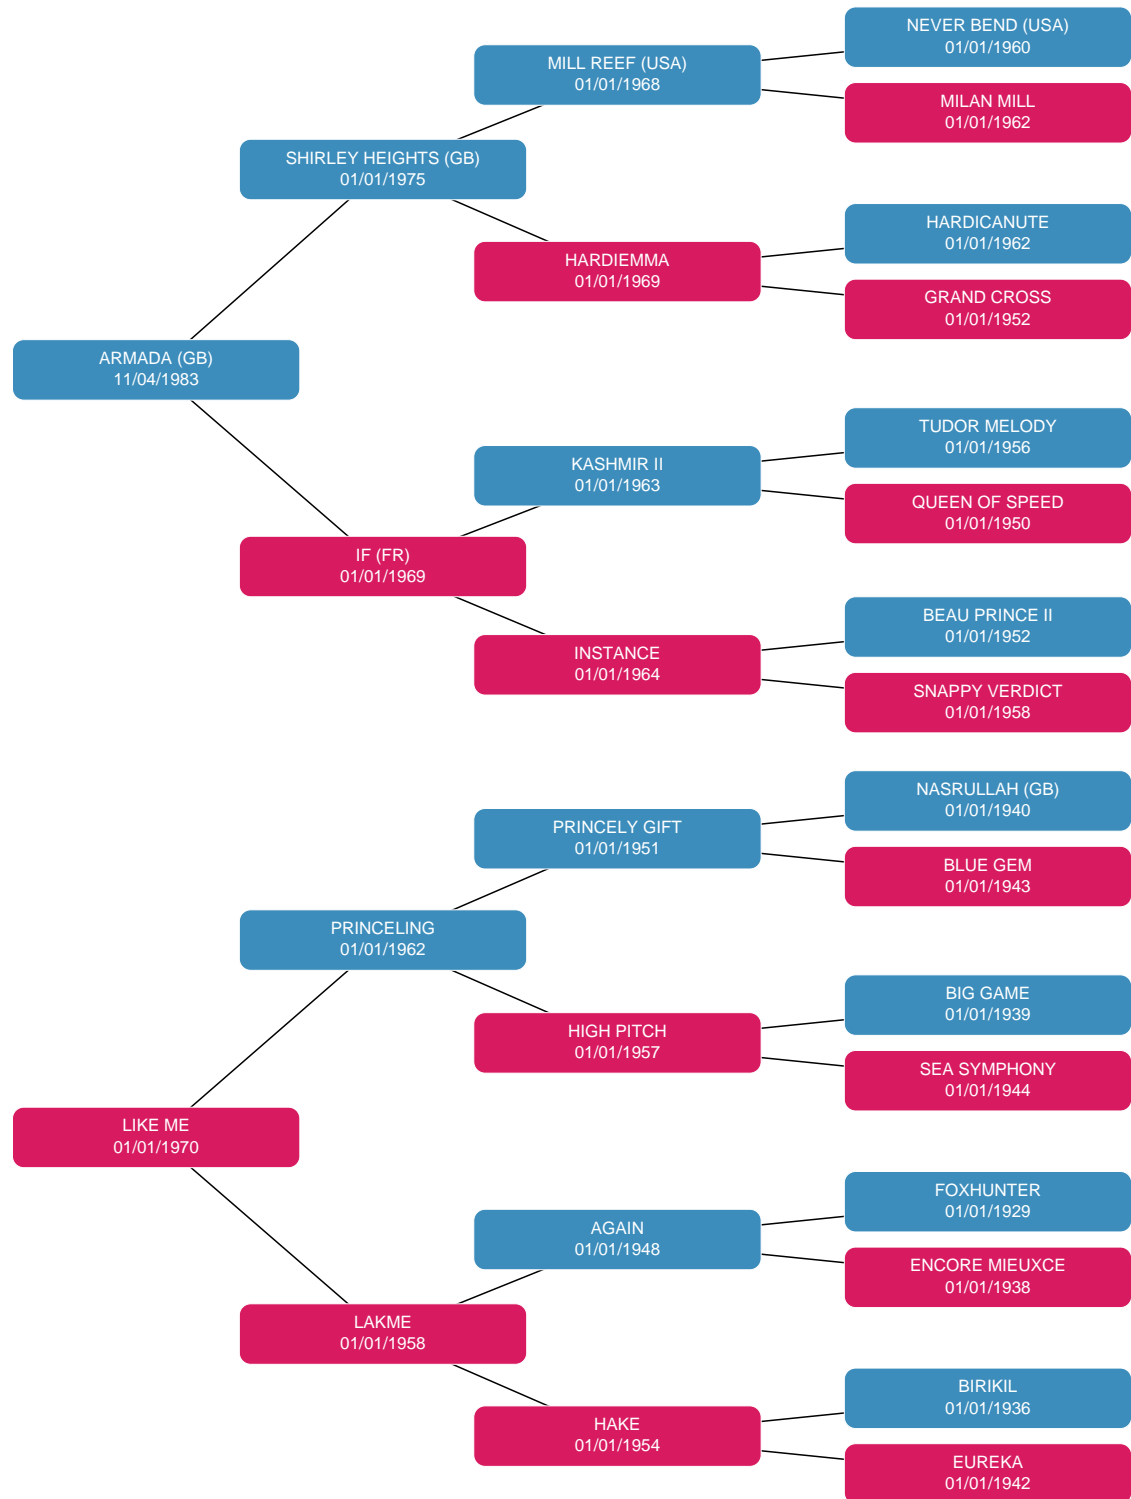 NEVER BEND (USA)
01/01/1960
MILL REEF (USA)
01/01/1968
MILAN MILL
01/01/1962
SHIRLEY HEIGHTS (GB)
01/01/1975
HARDICANUTE
01/01/1962
HARDIEMMA
01/01/1969
GRAND CROSS
01/01/1952
ARMADA (GB)
11/04/1983
TUDOR MELODY
01/01/1956
KASHMIR II
01/01/1963
QUEEN OF SPEED
01/01/1950
IF (FR)
01/01/1969
BEAU PRINCE II
01/01/1952
INSTANCE
01/01/1964
SNAPPY VERDICT
01/01/1958
NASRULLAH (GB)
01/01/1940
PRINCELY GIFT
01/01/1951
BLUE GEM
01/01/1943
PRINCELING
01/01/1962
BIG GAME
01/01/1939
HIGH PITCH
01/01/1957
SEA SYMPHONY
01/01/1944
LIKE ME
01/01/1970
FOXHUNTER
01/01/1929
AGAIN
01/01/1948
ENCORE MIEUXCE
01/01/1938
LAKME
01/01/1958
BIRIKIL
01/01/1936
HAKE
01/01/1954
EUREKA
01/01/1942